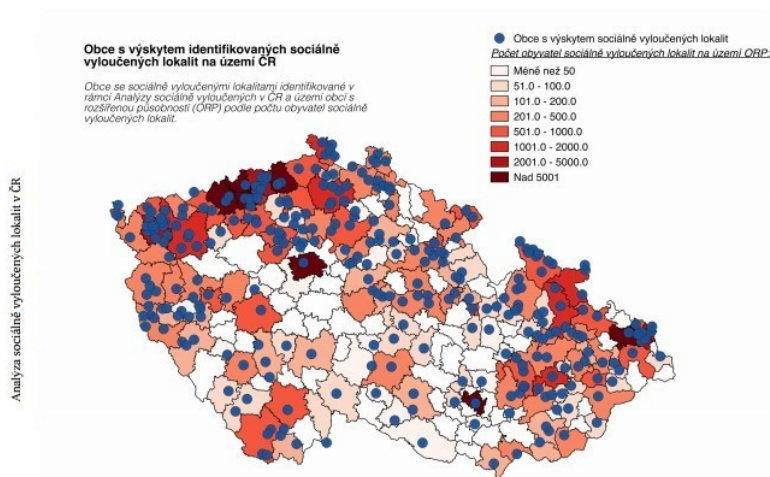 Obce s výskytem identifikovaných sociálně
vyloučených lokalit na území ČR
Obce se sociálně vyloučenými lokalitami identifikované v
rámci Analýzy sociálně vyloučených v ČR a území obcí s
rozšířenou působností (ORP) podle počtu obyvatel sociálně
vyloučených lokalit.
Obce s výskytem sociálně vyloučených lokalit
Počet obyvatel sociálně vyloučených lokalit na území ORP:
Méně než 50
51.0 - 100.0
101.0 - 200.0
201.0 - 500.0
501.0 - 1000.0
1001.0 - 2000.0
2001.0 - 5000.0
Nad 5001
Analýza sociálně vyloučených lokalit v ČR